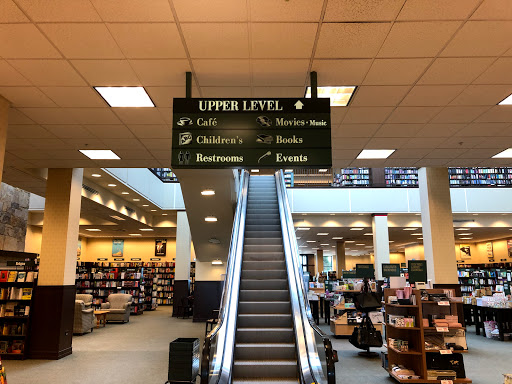 UPPER LEVEL
Café Movies • Music
Children's Books
Restrooms Events